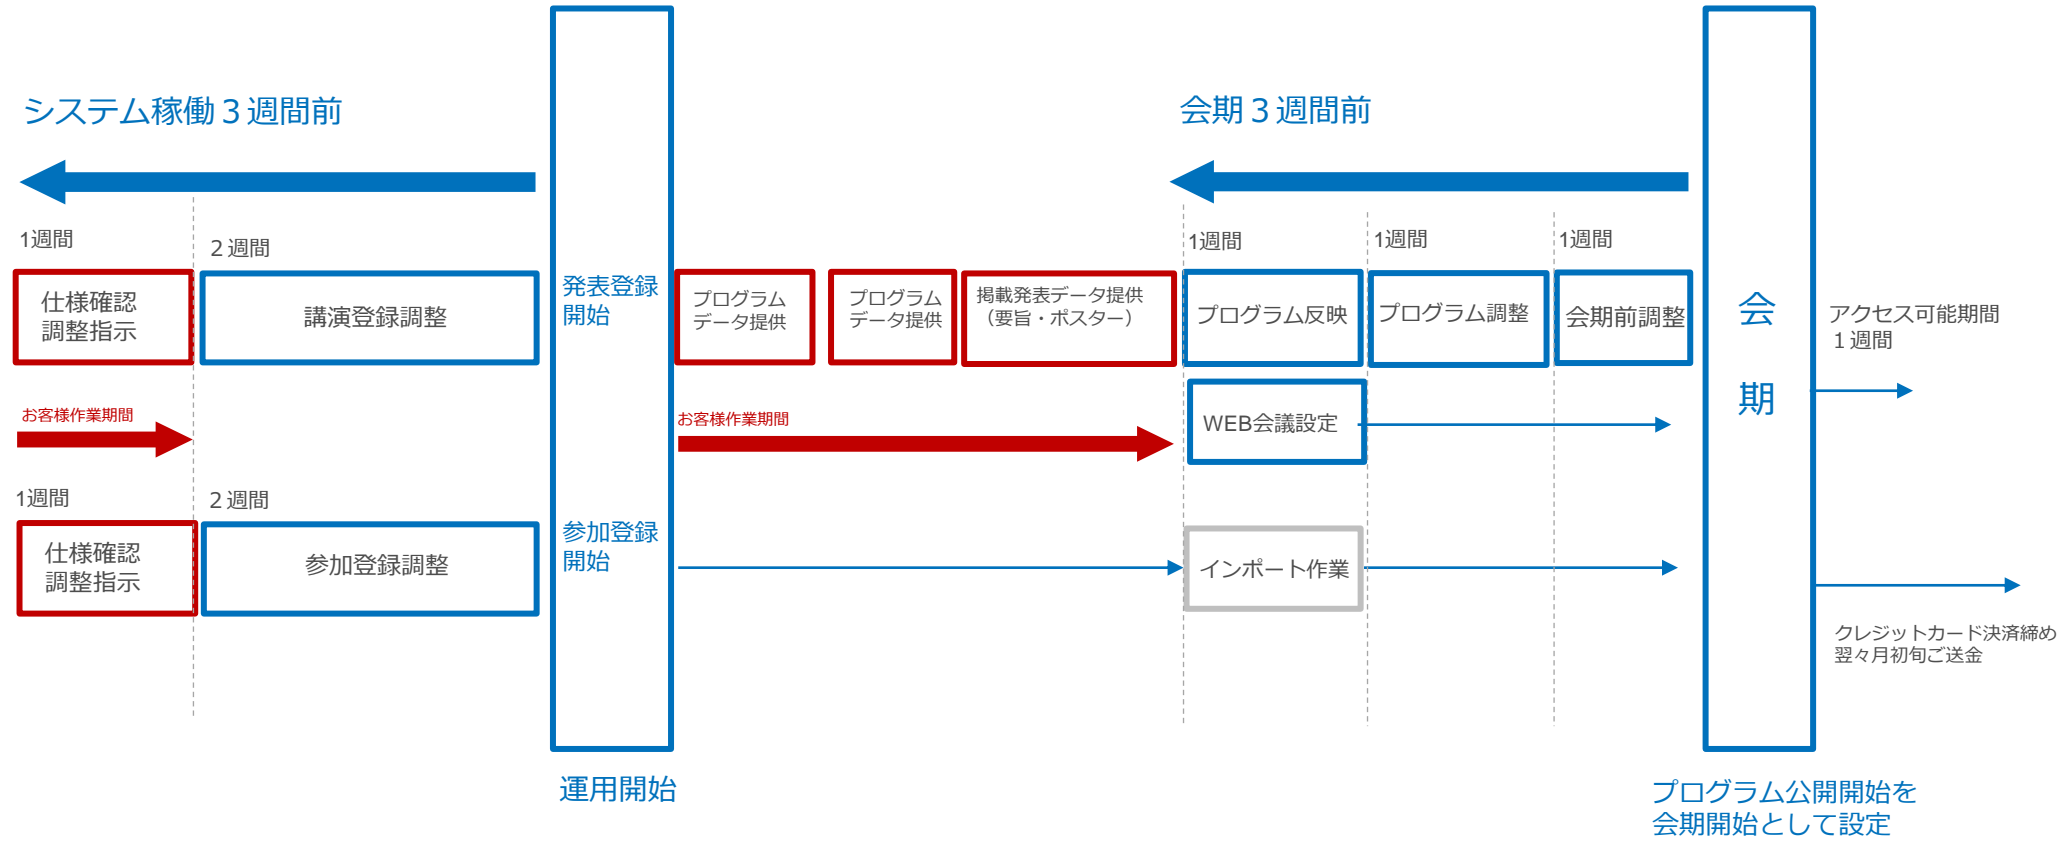 システム稼働３週間前
会期３週間前
1週間
２週間
1週間
1週間
1週間
仕様確認
調整指示
講演登録調整
発表登録
開始
プログラム
データ提供
プログラム
データ提供
掲載発表データ提供
（要旨・ポスター）
プログラム反映
プログラム調整
会期前調整
会
期
アクセス可能期間
１週間
お客様作業期間
お客様作業期間
WEB会議設定
1週間
２週間
仕様確認
調整指示
参加登録調整
参加登録
開始
インポート作業
クレジットカード決済締め
翌々月初旬ご送金
運用開始
プログラム公開開始を
会期開始として設定